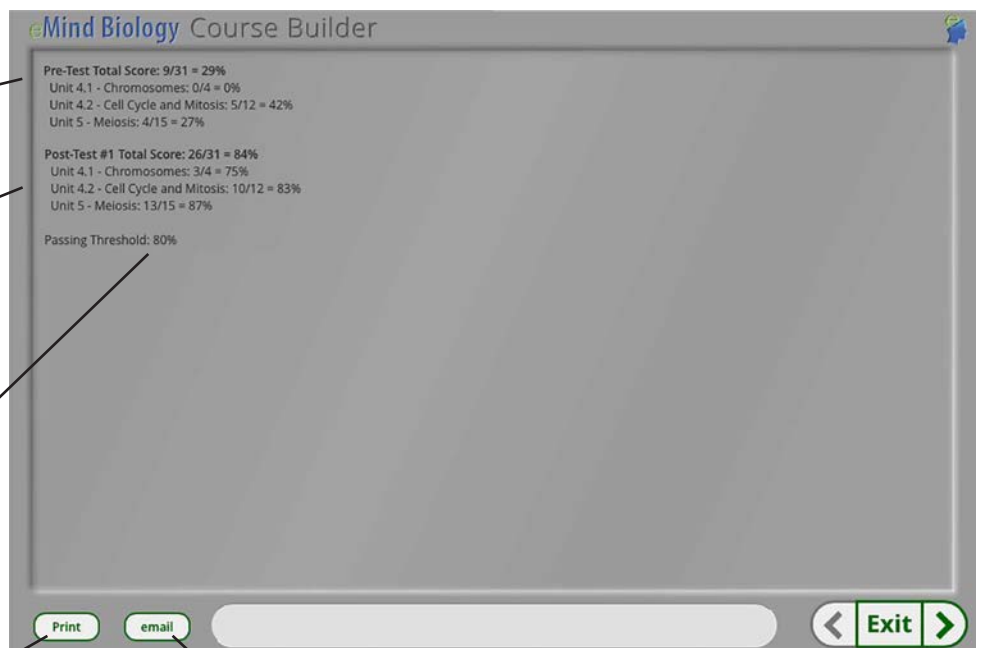 eMind Biology Course Builder
Pre-Test Total Score: 9/31 = 29%
Unit 4.1 - Chromosomes: 0/4 = 0%
Unit 4.2 - Cell Cycle and Mitosis: 5/12 = 42%
Unit 5 - Meiosis: 4/15 = 27%
Post-Test #1 Total Score: 26/31 = 84%
Unit 4.1 - Chromosomes: 3/4 = 75%
Unit 4.2 - Cell Cycle and Mitosis: 10/12 = 83%
Unit 5 - Meiosis: 13/15 = 87%
Passing Threshold: 80%
Print email Exit